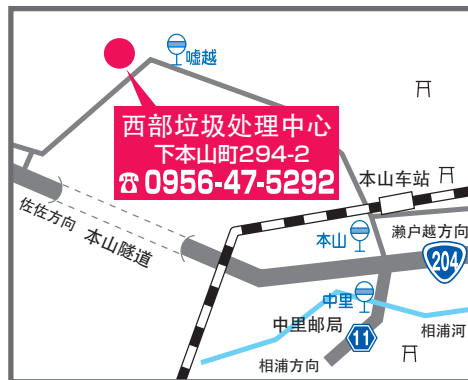 嘘越
西部垃圾处理中心
下本山町294-2
☎0956-47-5292
本山车站
佐佐方向
本山隧道
本山
濑户越方向
204
中里
中里邮局
11
相浦河
相浦方向